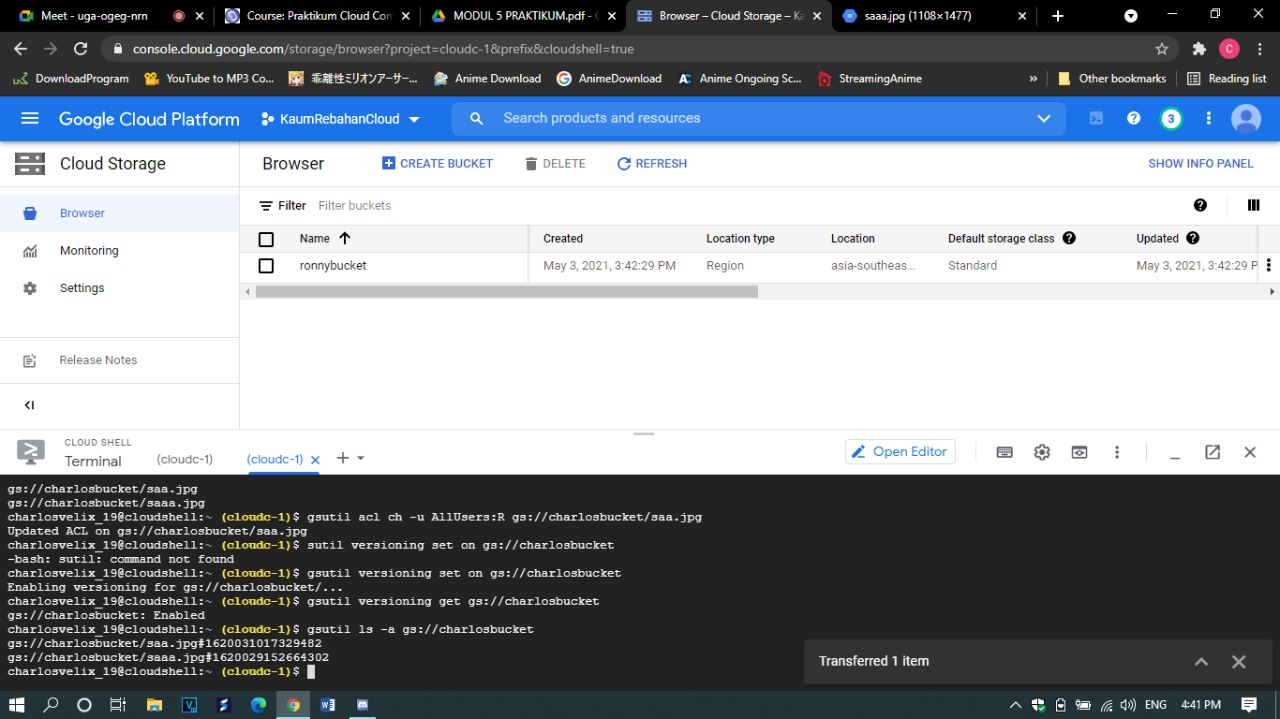 Meet - uga-ogeg-nrn
Course: Praktikum Cloud Con
MODUL 5 PRAKTIKUM.pdf - G
Browser – Cloud Storage – Ka
saaa.jpg (1108×1477)
console.cloud.google.com/storage/browser?project=cloudc-1&prefix&cloudshell=true
C
DownloadProgram
YouTube to MP3 Co...
乖離性ミリオンアーサー...
Anime Download
AnimeDownload
Anime Ongoing Sc...
StreamingAnime
»
Other bookmarks
Reading list
Google Cloud Platform
KaumRebahanCloud
Search products and resources
3
Cloud Storage
Browser
CREATE BUCKET
DELETE
REFRESH
SHOW INFO PANEL
Browser
Monitoring
Settings
Release Notes
Filter Filter buckets
Name Created Location type Location Default storage class Updated
ronnybucket May 3, 2021, 3:42:29 PM Region asia-southeas... Standard May 3, 2021, 3:42:29 P
CLOUD SHELL
Terminal
(cloudc-1)
(cloudc-1)
Open Editor
gs://charlosbucket/saa.jpg
gs://charlosbucket/saaa.jpg
charlosvelix_19@cloudshell:~ (cloudc-1)$ gsutil acl ch -u AllUsers:R gs://charlosbucket/saa.jpg
Updated ACL on gs://charlosbucket/saa.jpg
charlosvelix_19@cloudshell:~ (cloudc-1)$ sutil versioning set on gs://charlosbucket
-bash: sutil: command not found
charlosvelix_19@cloudshell:~ (cloudc-1)$ gsutil versioning set on gs://charlosbucket
Enabling versioning for gs://charlosbucket/...
charlosvelix_19@cloudshell:~ (cloudc-1)$ gsutil versioning get gs://charlosbucket
gs://charlosbucket: Enabled
charlosvelix_19@cloudshell:~ (cloudc-1)$ gsutil ls -a gs://charlosbucket
gs://charlosbucket/saa.jpg#1620031017329482
gs://charlosbucket/saaa.jpg#1620029152664302
charlosvelix_19@cloudshell:~ (cloudc-1)$
Transferred 1 item
ENG
4:41 PM